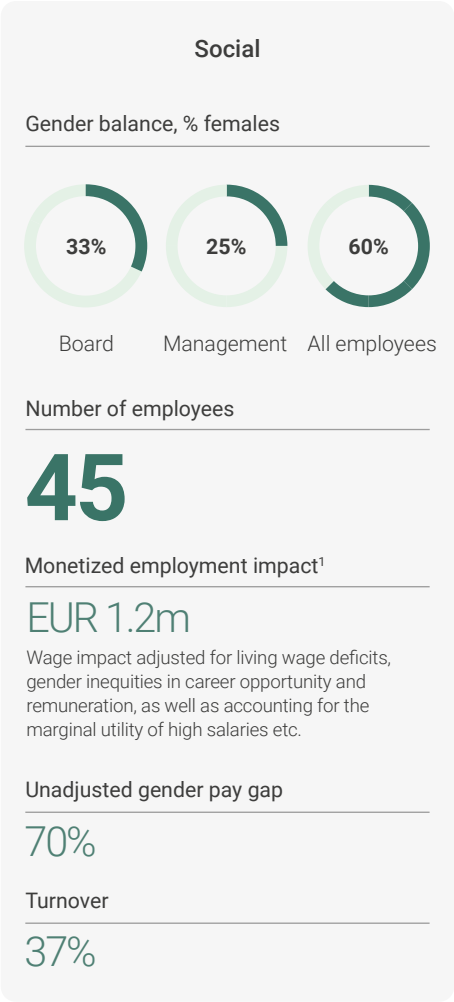 Social
Gender balance, % females
33% 25% 60%
Board Management All employees
Number of employees
45
Monetized employment impact¹
EUR 1.2m
Wage impact adjusted for living wage deficits,
gender inequities in career opportunity and
remuneration, as well as accounting for the
marginal utility of high salaries etc.
Unadjusted gender pay gap
70%
Turnover
37%